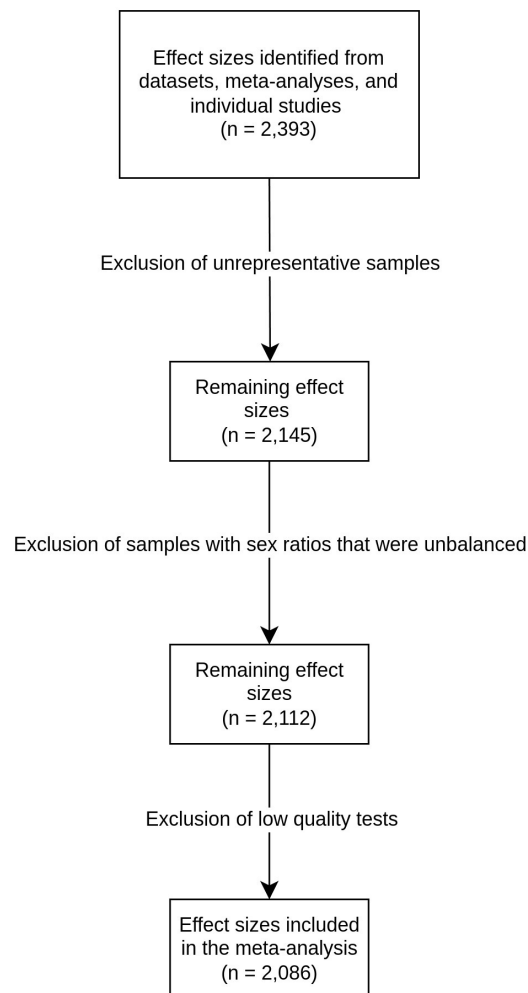 Effect sizes identified from
datasets, meta-analyses, and
individual studies
(n = 2,393)
Exclusion of unrepresentative samples
Remaining effect
sizes
(n = 2,145)
Exclusion of samples with sex ratios that were unbalanced
Remaining effect
sizes
(n = 2,112)
Exclusion of low quality tests
Effect sizes included
in the meta-analysis
(n = 2,086)